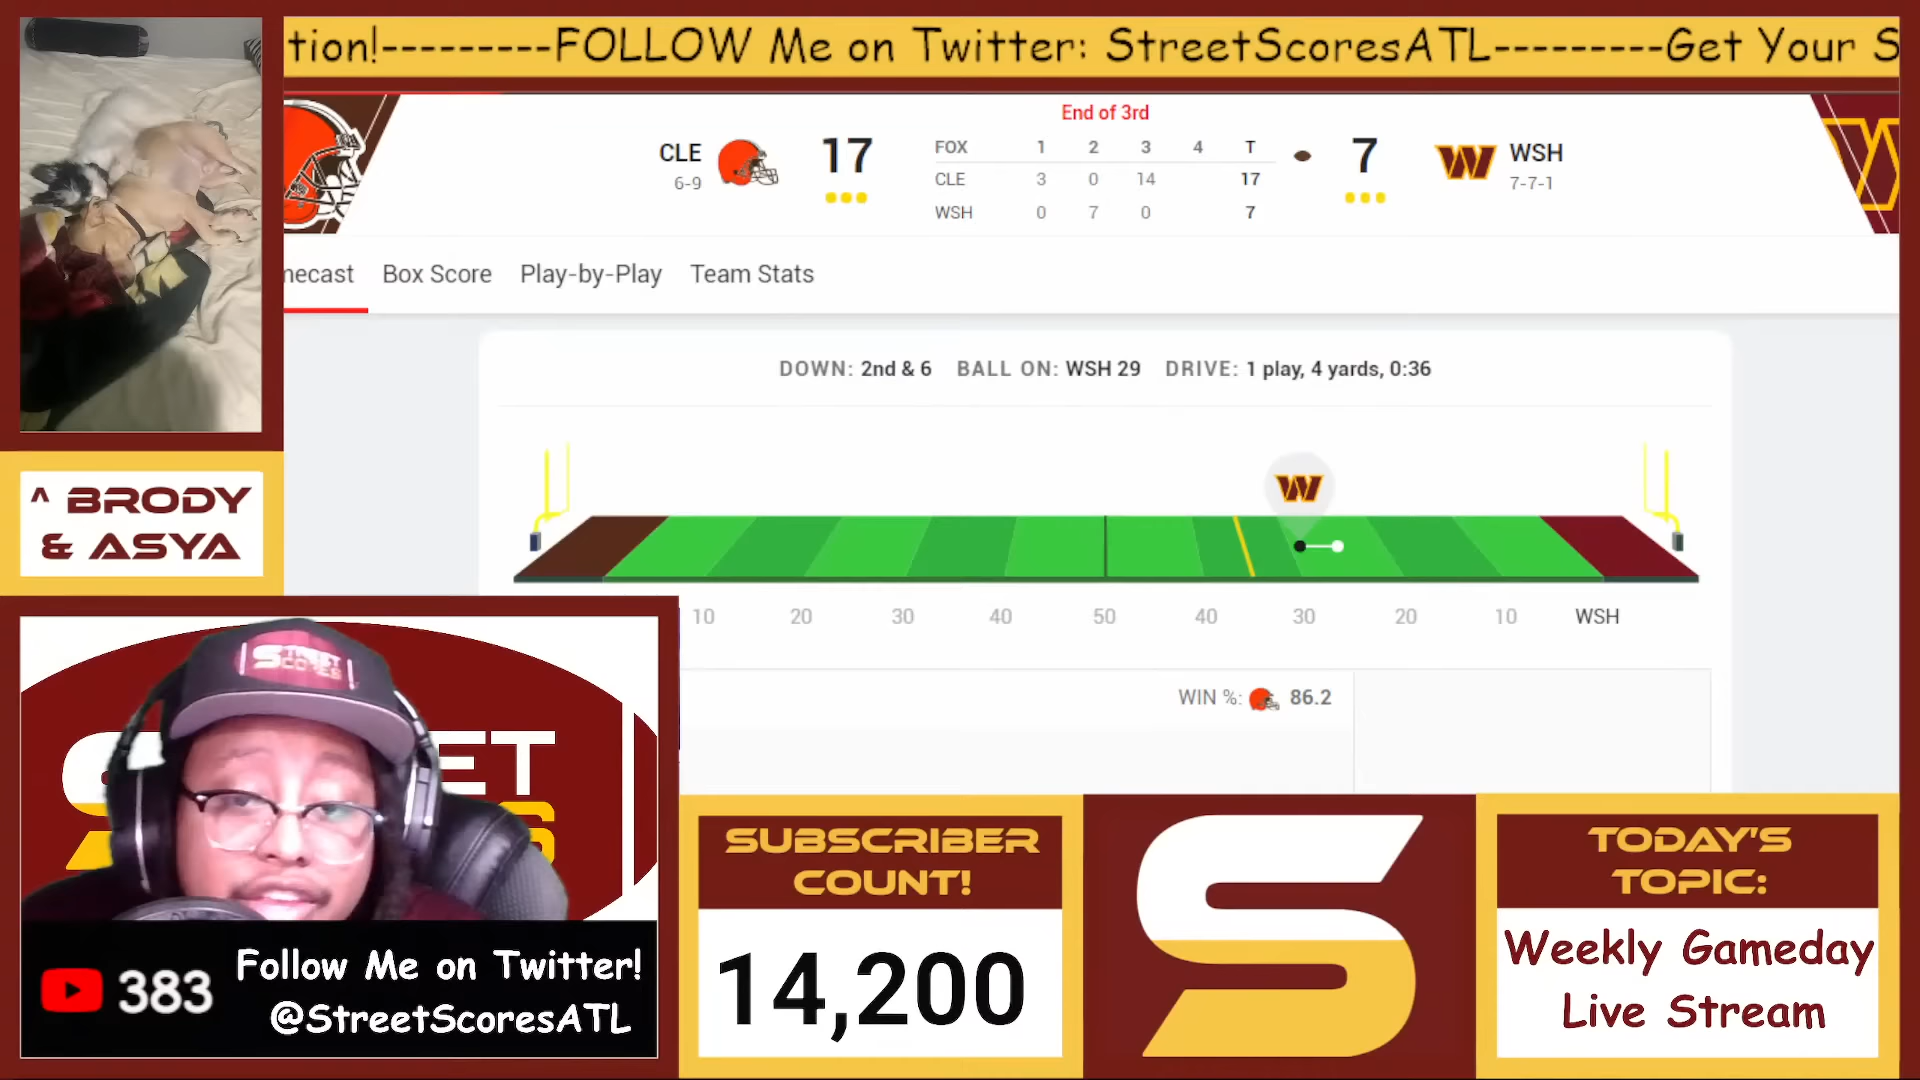 tion!---------FOLLOW Me on Twitter: StreetScoresATL---------Get Your S
End of 3rd
CLE 17 FOX 1 2 3 4 T 7 WSH
6-9 CLE 3 0 14 17 7-7-1
WSH 0 7 0 7
necast Box Score Play-by-Play Team Stats
DOWN: 2nd & 6 BALL ON: WSH 29 DRIVE: 1 play, 4 yards, 0:36
10 20 30 40 50 40 30 20 10 WSH
WIN %: 86.2
^ BRODY
& ASYA
STREET
SCORES
ET
383
Follow Me on Twitter!
@StreetScoresATL
SUBSCRIBER
COUNT!
14,200
TODAY'S
TOPIC:
Weekly Gameday
Live Stream